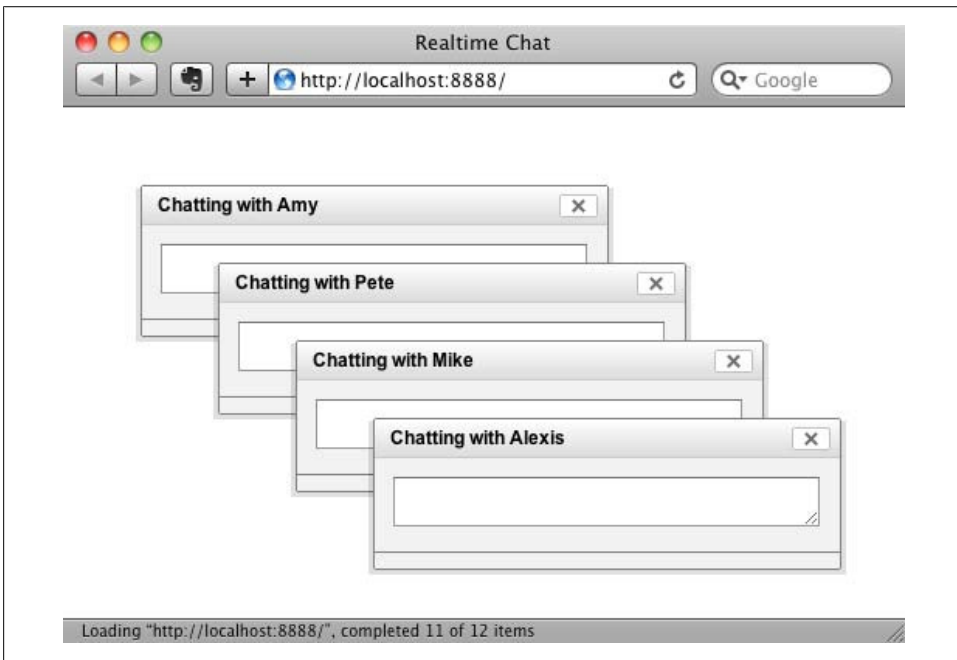 Realtime Chat
http://localhost:8888/
Google
Chatting with Amy
Chatting with Pete
Chatting with Mike
Chatting with Alexis
Loading “http://localhost:8888/”, completed 11 of 12 items